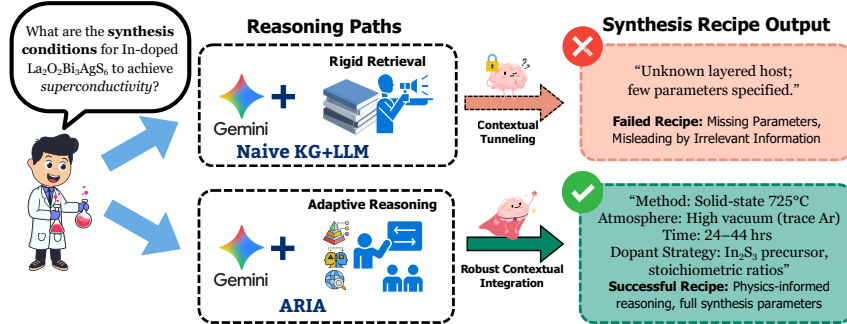 What are the synthesis
conditions for In-doped
La₂O₂Bi₃AgS₆ to achieve
superconductivity?
Reasoning Paths
Rigid Retrieval
Gemini
+
Naive KG+LLM
Contextual
Tunneling
Adaptive Reasoning
Gemini
+
ARIA
Robust Contextual
Integration
Synthesis Recipe Output
“Unknown layered host;
few parameters specified.”
Failed Recipe: Missing Parameters,
Misleading by Irrelevant Information
“Method: Solid-state 725°C
Atmosphere: High vacuum (trace Ar)
Time: 24–44 hrs
Dopant Strategy: In₂S₃ precursor,
stoichiometric ratios”
Successful Recipe: Physics-informed
reasoning, full synthesis parameters